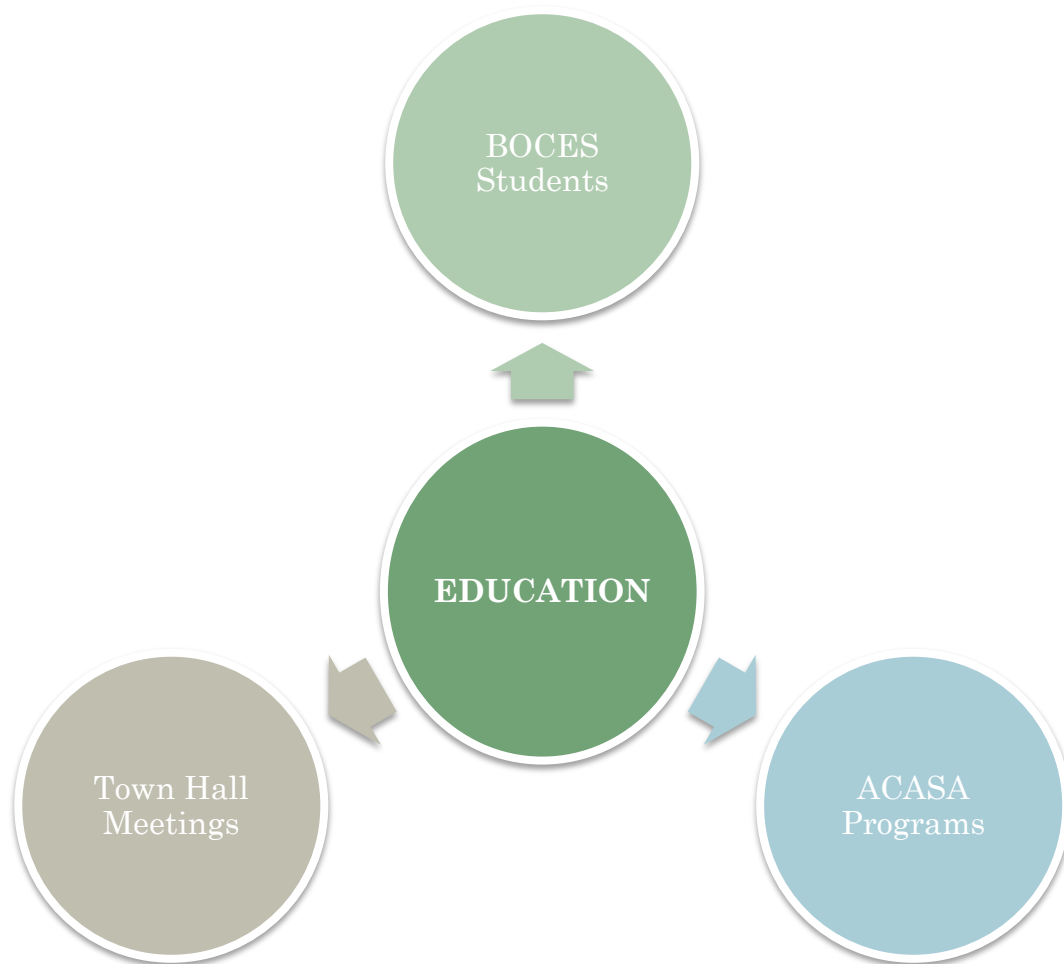 BOCES
Students
EDUCATION
Town Hall
Meetings
ACASA
Programs